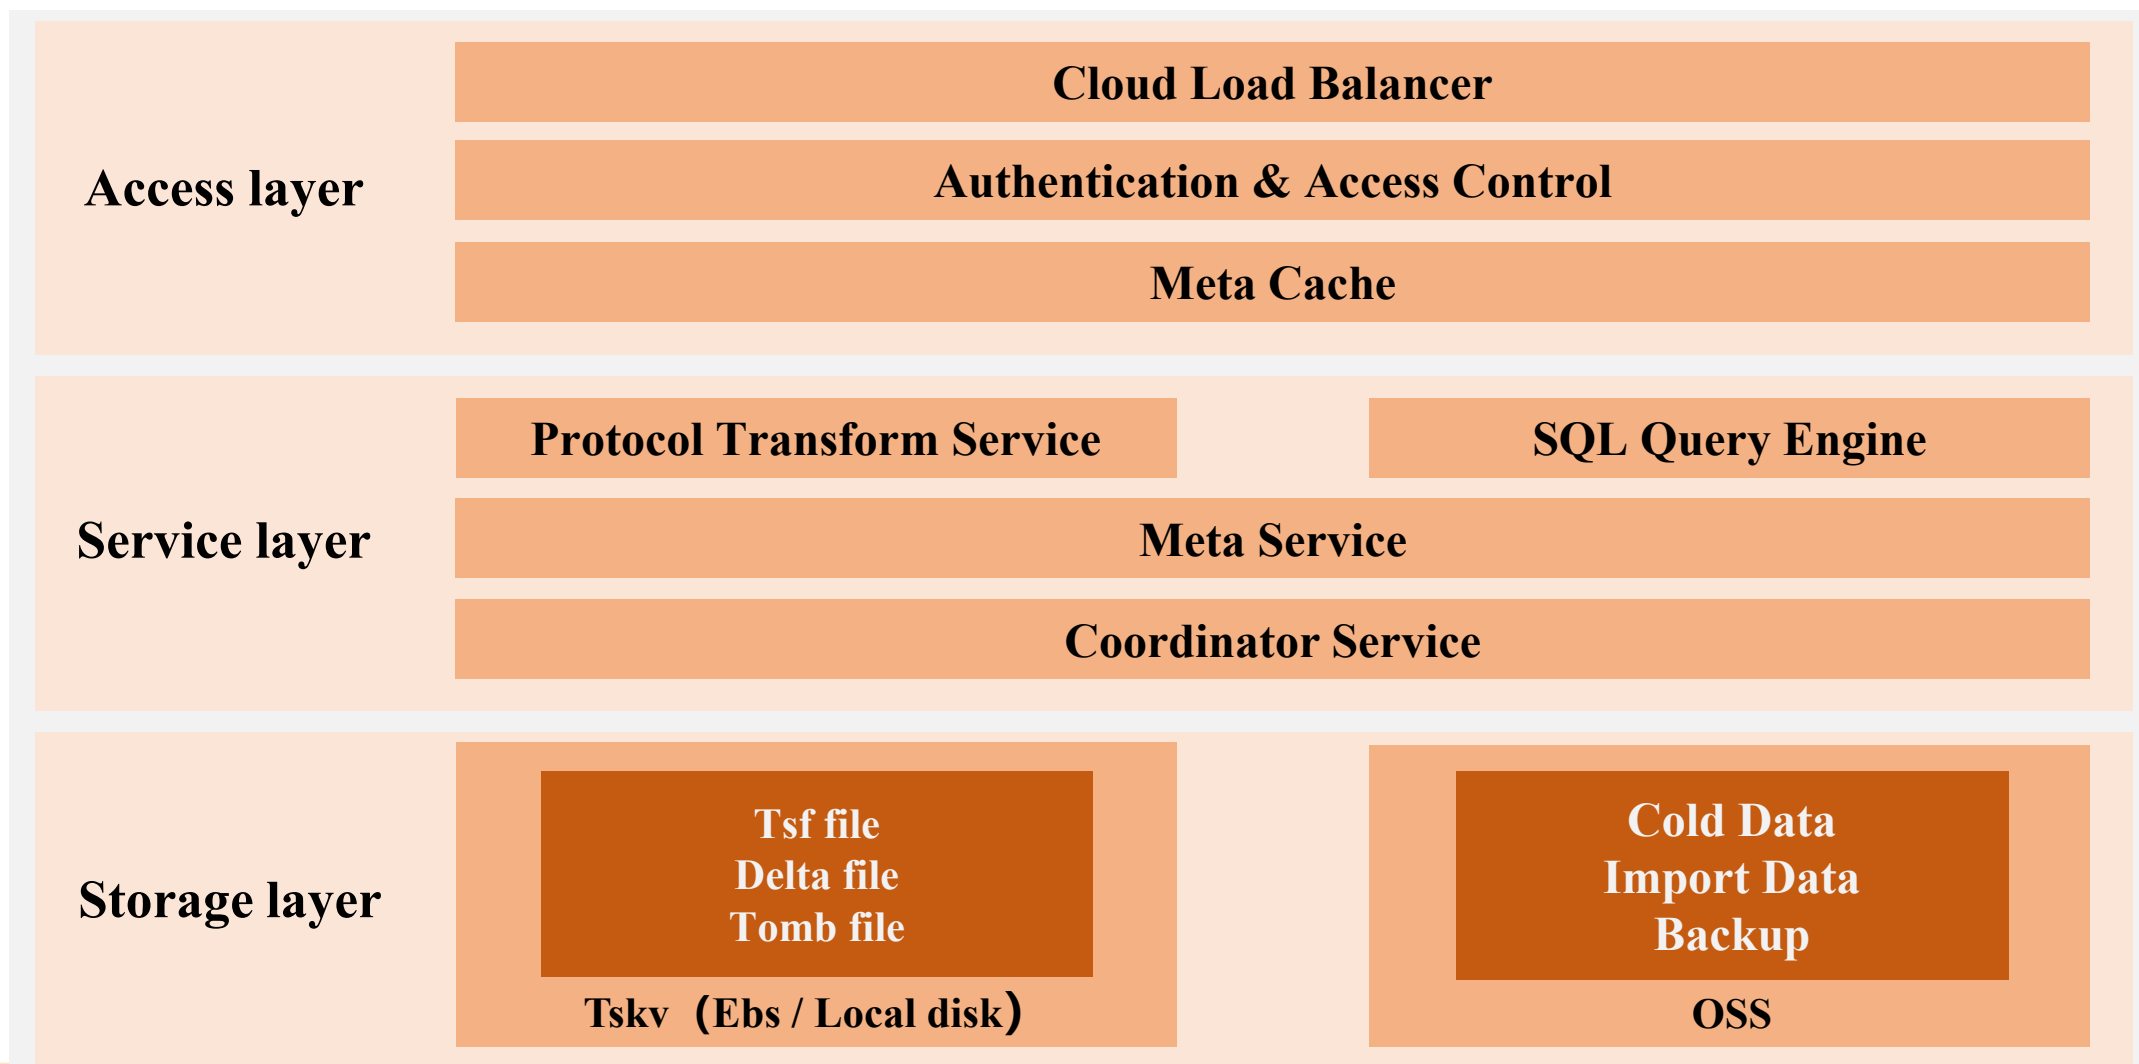 Access layer
Cloud Load Balancer
Authentication & Access Control
Meta Cache
Service layer
Protocol Transform Service
SQL Query Engine
Meta Service
Coordinator Service
Storage layer
Tsf file
Delta file
Tomb file
Tskv（Ebs / Local disk）
Cold Data
Import Data
Backup
OSS